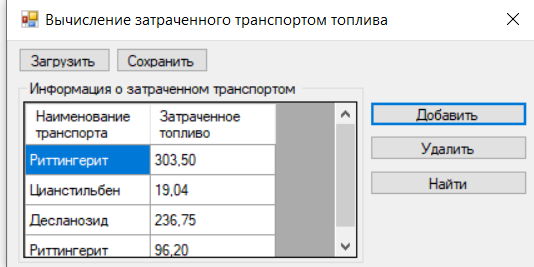 Вычисление затраченного транспортом топлива
Загрузить Сохранить
Информация о затраченном транспортом
Наименование транспорта Затраченное топливо
Добавить
Риттингерит 303,50
Удалить
Цианстильбен 19,04
Найти
Десланозид 236,75
Риттингерит 96,20